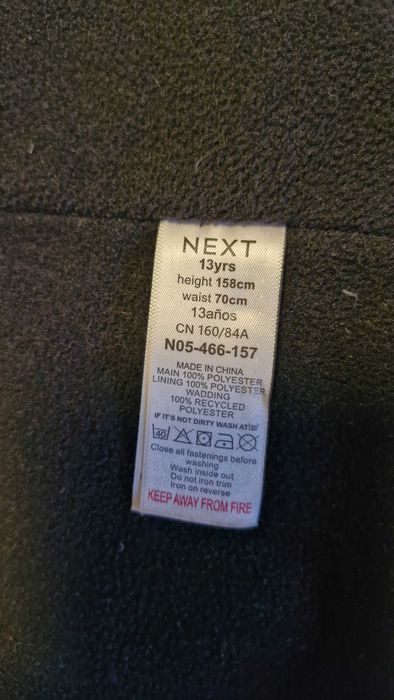 NEXT
13yrs
height 158cm
waist 70cm
13años
CN 160/84A
N05-466-157
MADE IN CHINA
MAIN 100% POLYESTER
LINING 100% POLYESTER
WADDING
100% RECYCLED
POLYESTER
IF IT'S NOT DIRTY WASH AT
40
Close all fastenings before
washing
Wash inside out
Do not iron trim
Iron on reverse
KEEP AWAY FROM FIRE